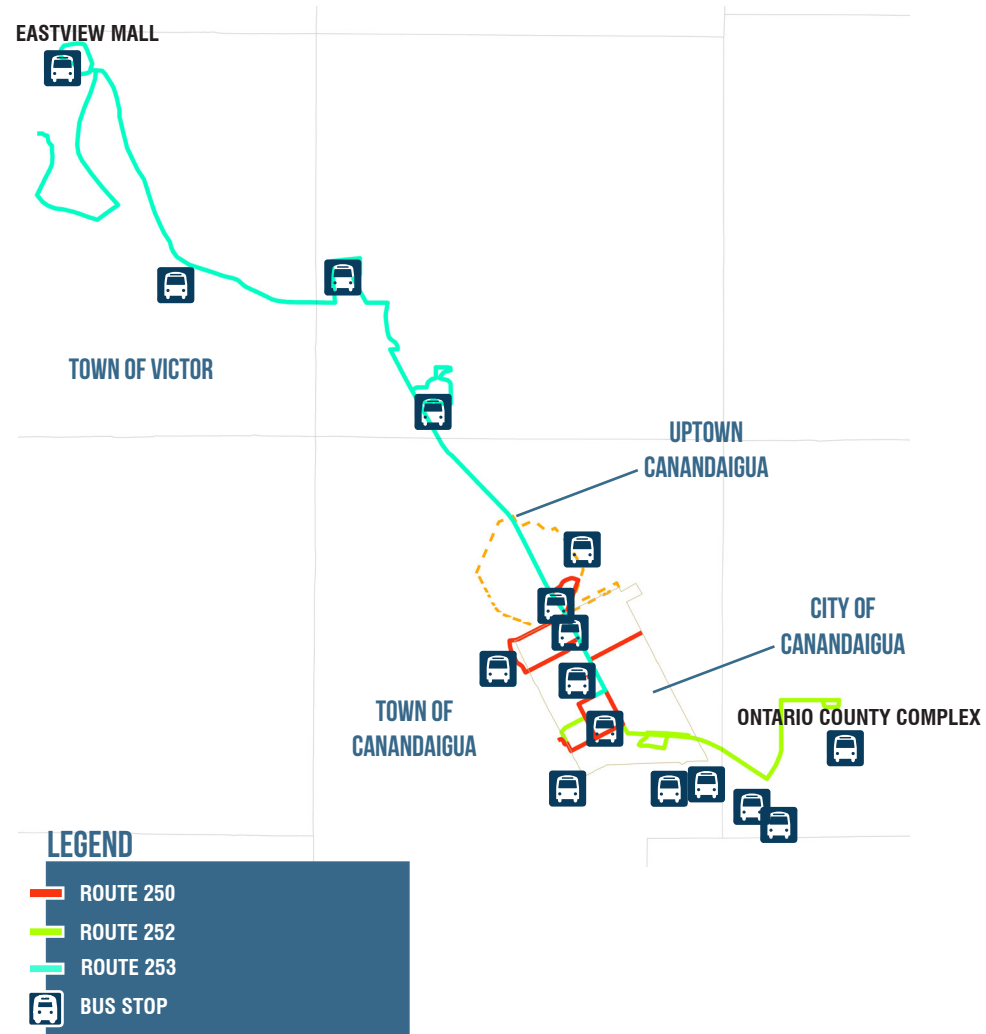 EASTVIEW MALL
TOWN OF VICTOR
UPTOWN
CANANDAIGUA
CITY OF
CANANDAIGUA
TOWN OF
CANANDAIGUA
ONTARIO COUNTY COMPLEX
LEGEND
ROUTE 250
ROUTE 252
ROUTE 253
BUS STOP